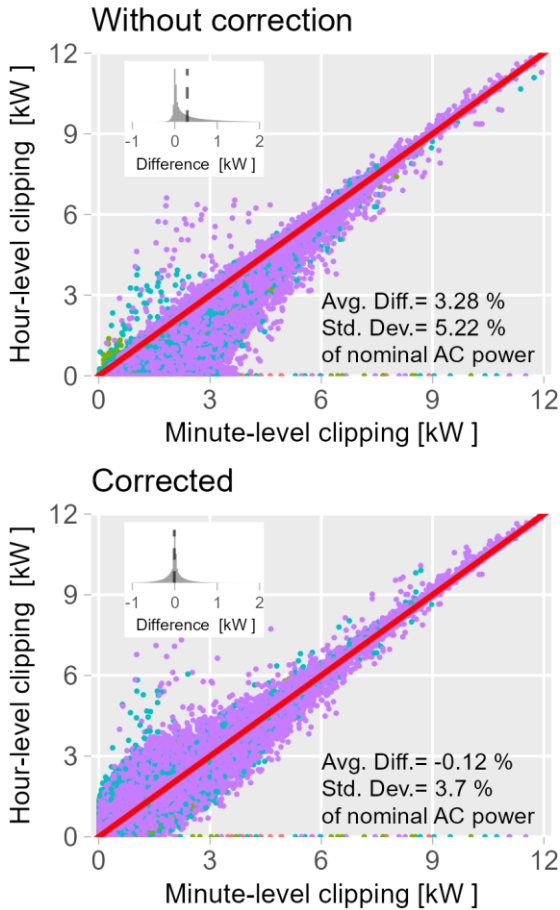 Without correction
Hour-level clipping [kW ]
12
9
6
3
0
-1 0 2
Difference [kW ]
Avg. Diff.= 3.28 %
Std. Dev.= 5.22 %
of nominal AC power
0 3 6 9 12
Minute-level clipping [kW ]
Corrected
Hour-level clipping [kW ]
12
9
6
3
0
-1 0 2
Difference [kW ]
Avg. Diff.= -0.12 %
Std. Dev.= 3.7 %
of nominal AC power
0 3 6 9 12
Minute-level clipping [kW ]